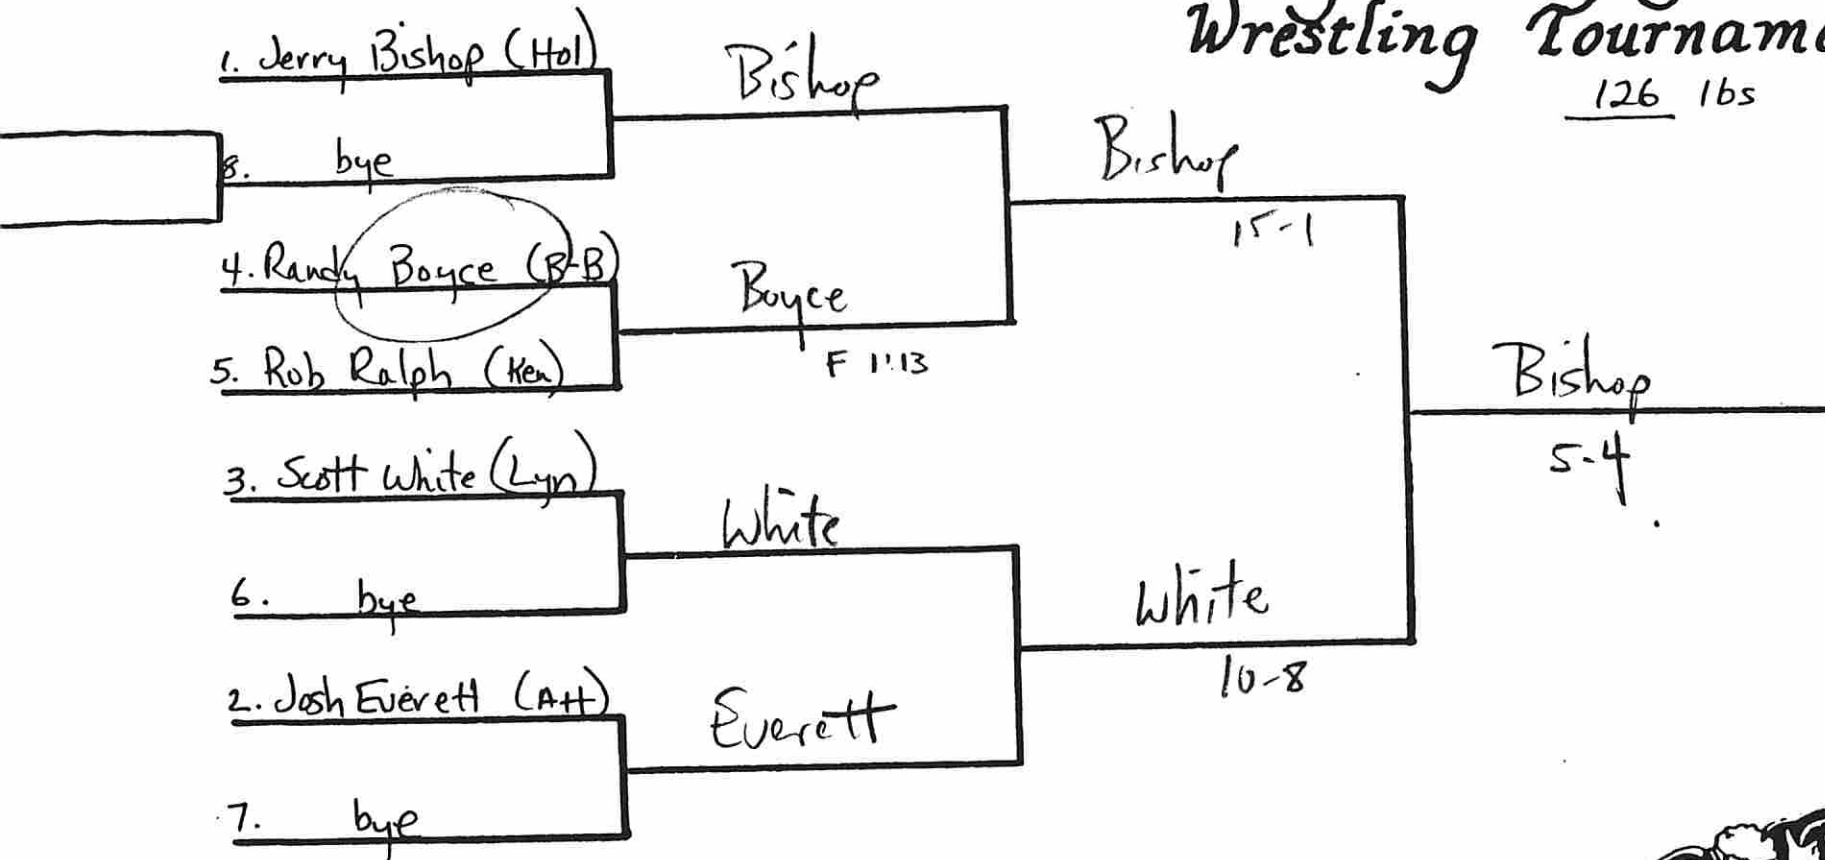 Wrestling Tourname
126 lbs
1. Jerry Bishop (Hol)
8. bye
4. Randy Boyce (B-B)
5. Rob Ralph (Ken)
3. Scott White (Lyn)
6. bye
2. Josh Everett (Att)
7. bye
Bishop
Boyce
F 1:13
White
Everett
Bishop
15-1
White
10-8
Bishop
5-4